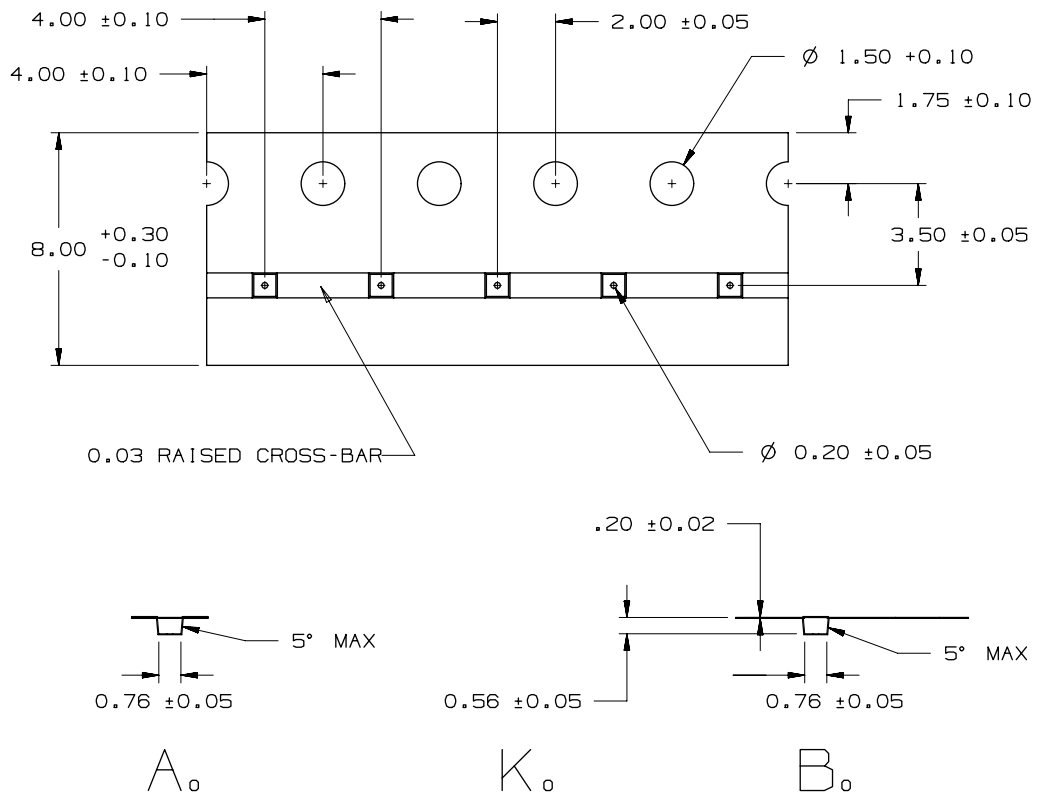 4.00 ±0.10
2.00 ±0.05
4.00 ±0.10
Ø 1.50 +0.10
1.75 ±0.10
8.00 +0.30
-0.10
3.50 ±0.05
0.03 RAISED CROSS-BAR
Ø 0.20 ±0.05
.20 ±0.02
5° MAX
5° MAX
0.76 ±0.05
0.56 ±0.05
0.76 ±0.05
A₀
K₀
B₀